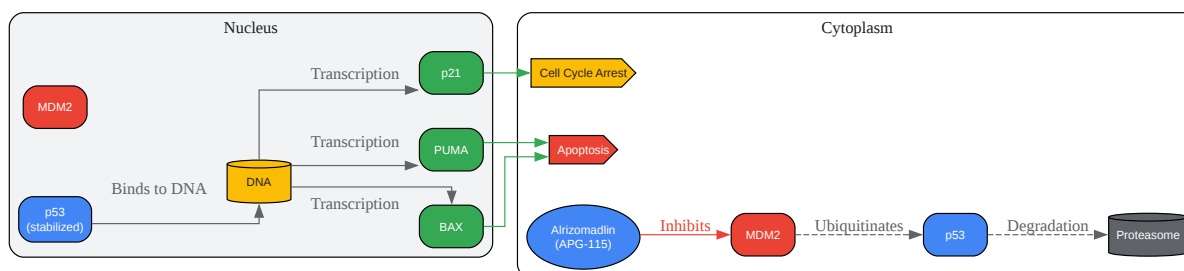 Nucleus
Cytoplasm
Transcription
p21
Cell Cycle Arrest
MDM2
Transcription
PUMA
Apoptosis
Binds to DNA
DNA
Transcription
p53
(stabilized)
BAX
Alrizomadlin
(APG-115)
Inhibits
MDM2
Ubiquitinates
p53
Degradation
Proteasome